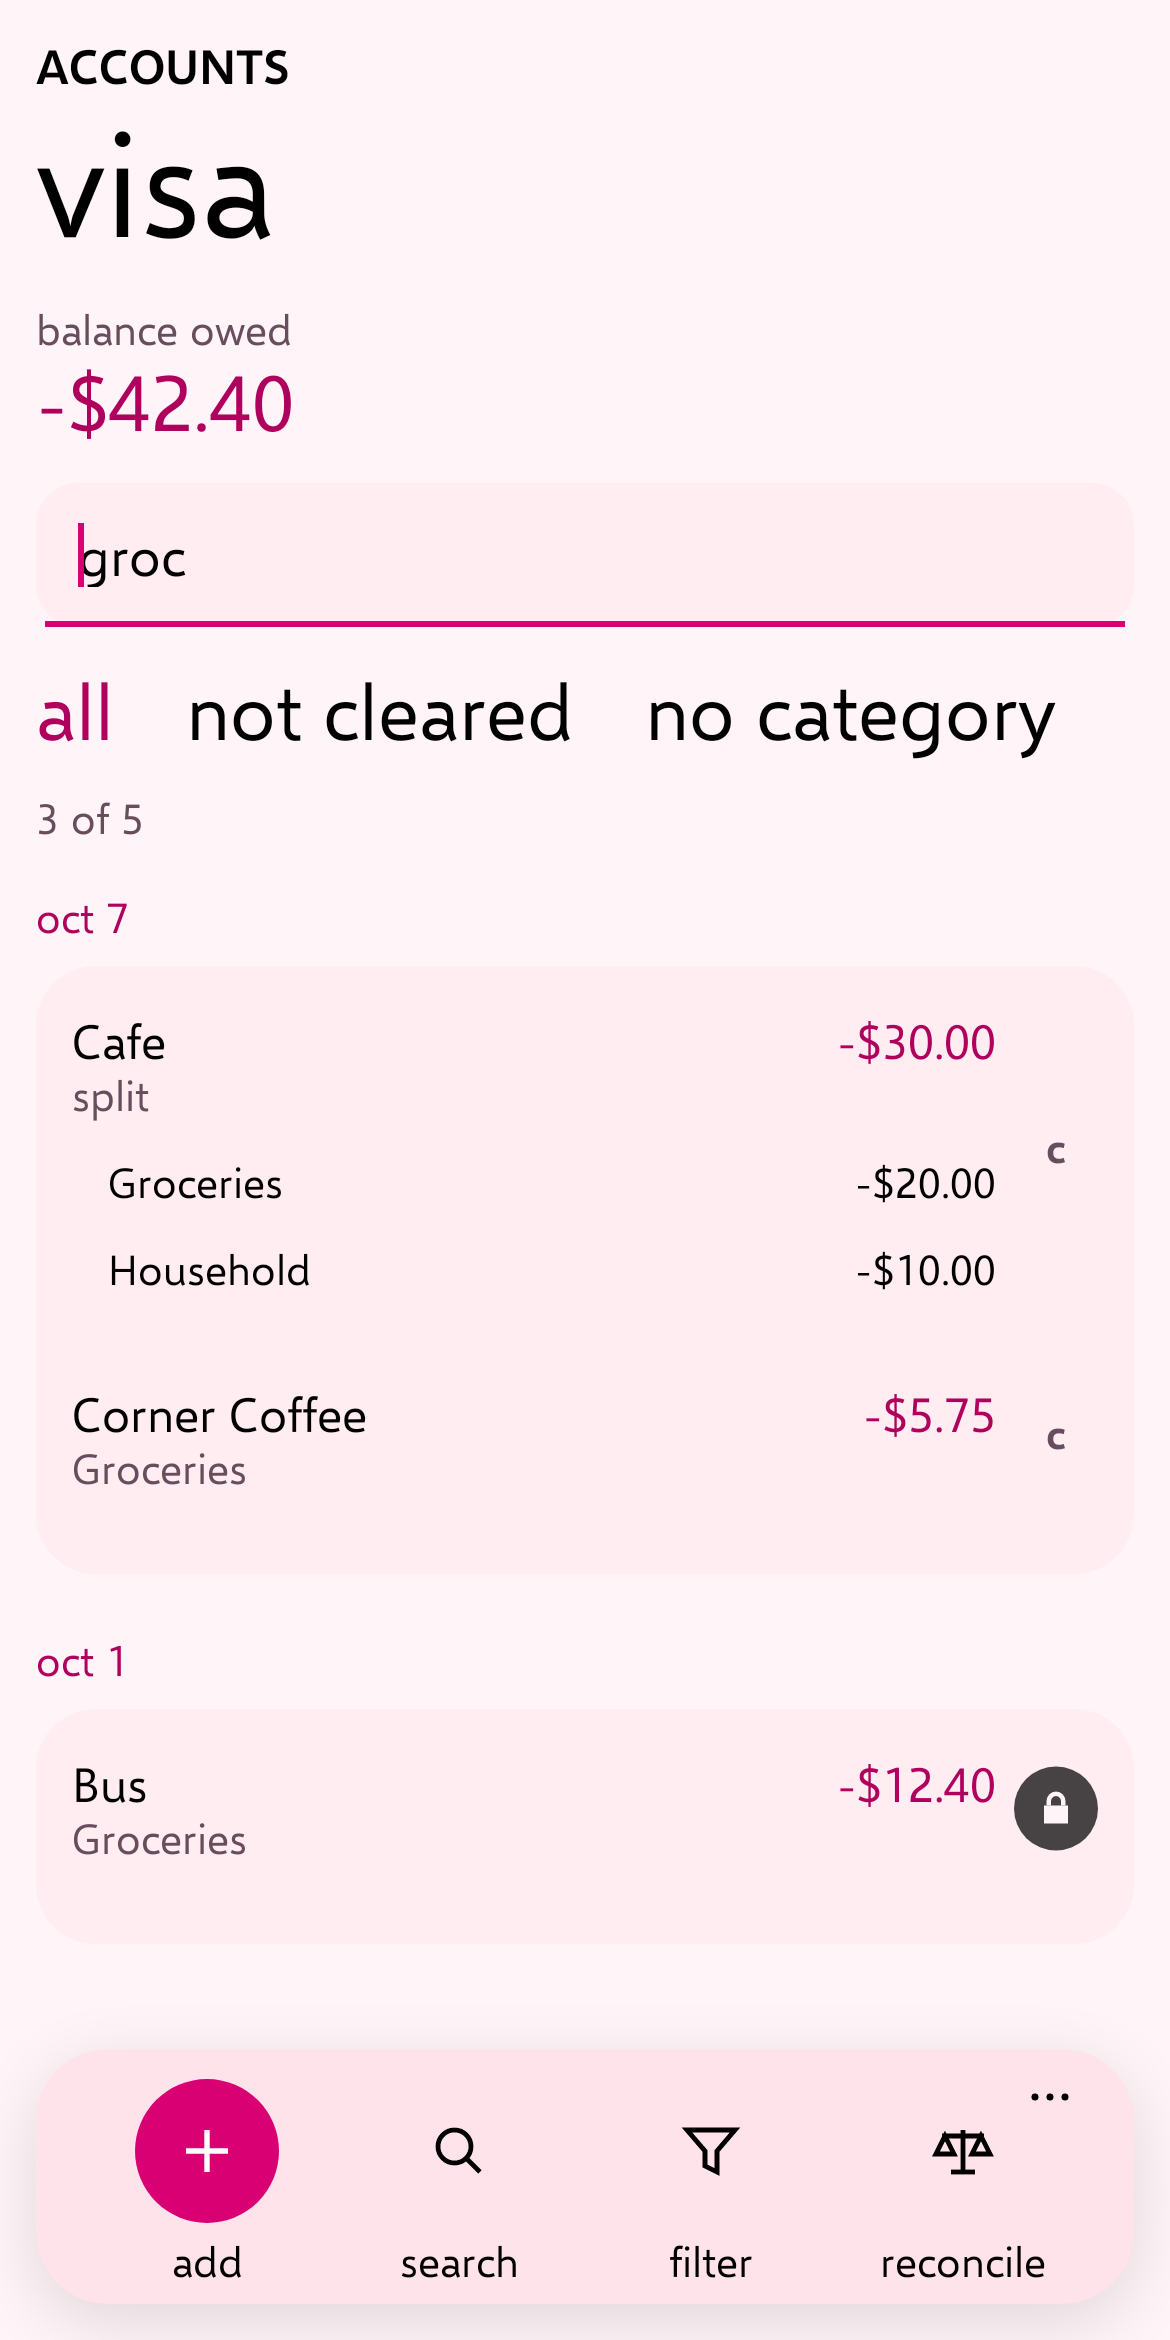 ACCOUNTS
visa
balance owed
-$42.40
groc
all not cleared no category
3 of 5
oct 7
Cafe -$30.00
split
c
Groceries -$20.00
Household -$10.00
Corner Coffee -$5.75 c
Groceries
oct 1
Bus -$12.40
Groceries
add search filter reconcile